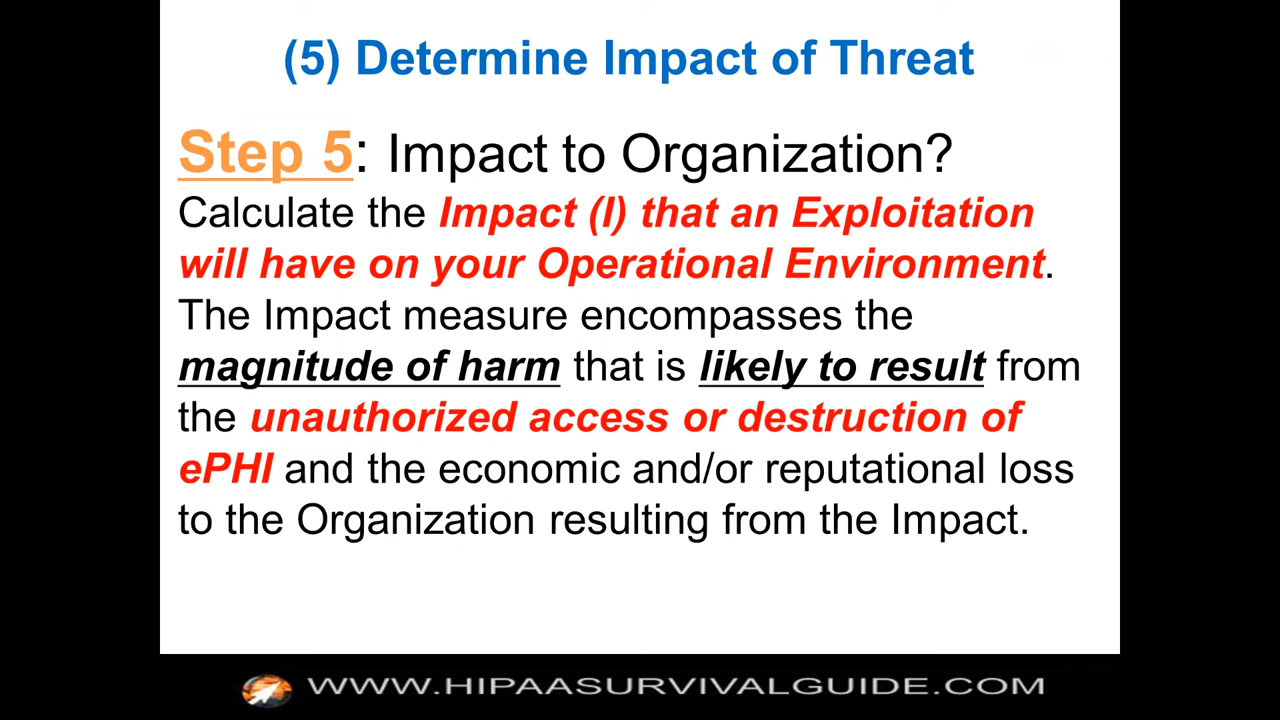 (5) Determine Impact of Threat
Step 5: Impact to Organization?
Calculate the Impact (I) that an Exploitation
will have on your Operational Environment.
The Impact measure encompasses the
magnitude of harm that is likely to result from
the unauthorized access or destruction of
ePHI and the economic and/or reputational loss
to the Organization resulting from the Impact.
WWW.HIPAASURVIVALGUIDE.COM